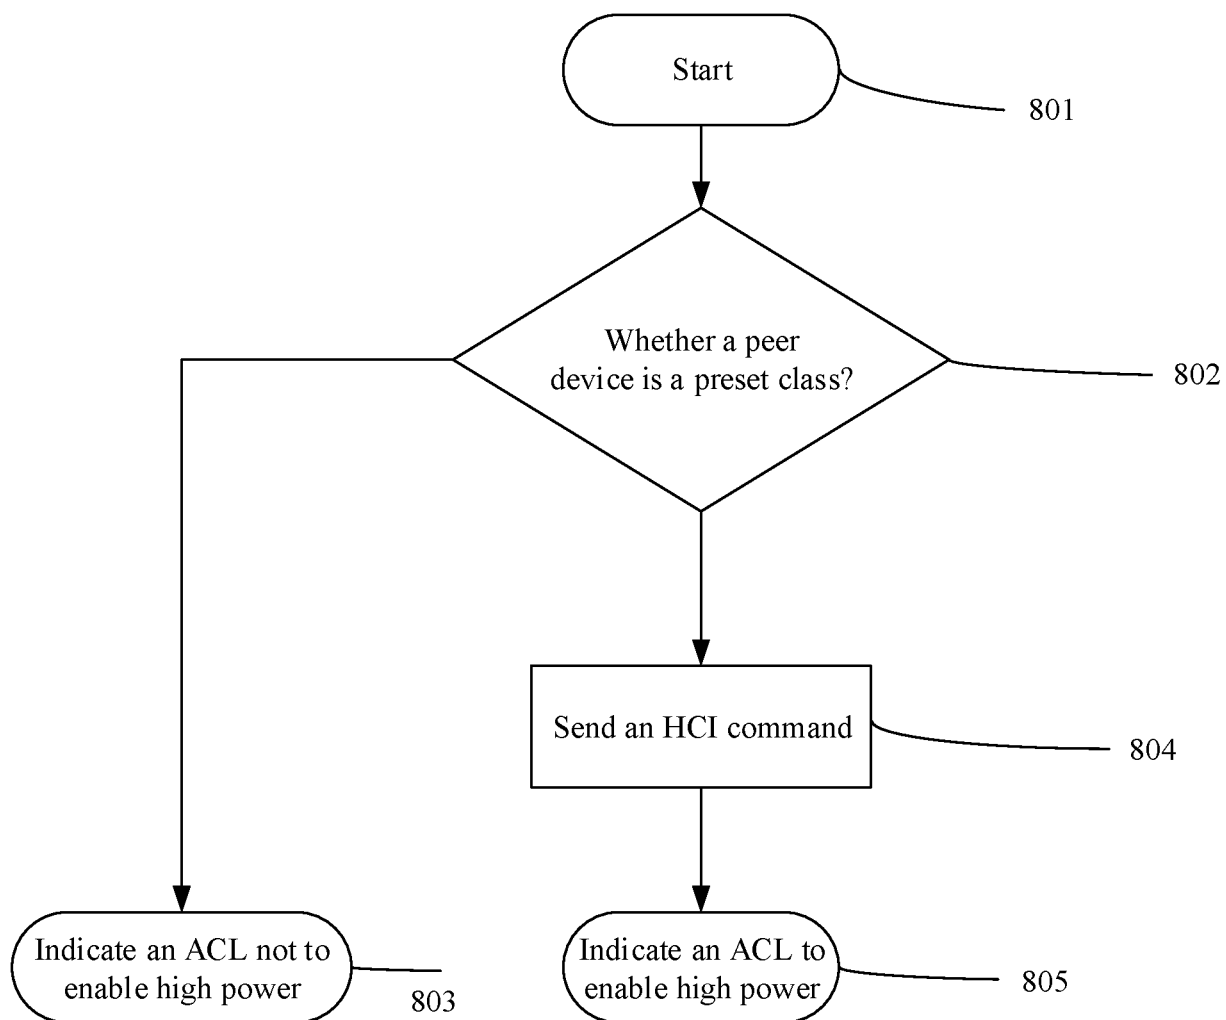 Start
801
Whether a peer
device is a preset class?
802
Send an HCI command
804
Indicate an ACL not to
enable high power
803
Indicate an ACL to
enable high power
805